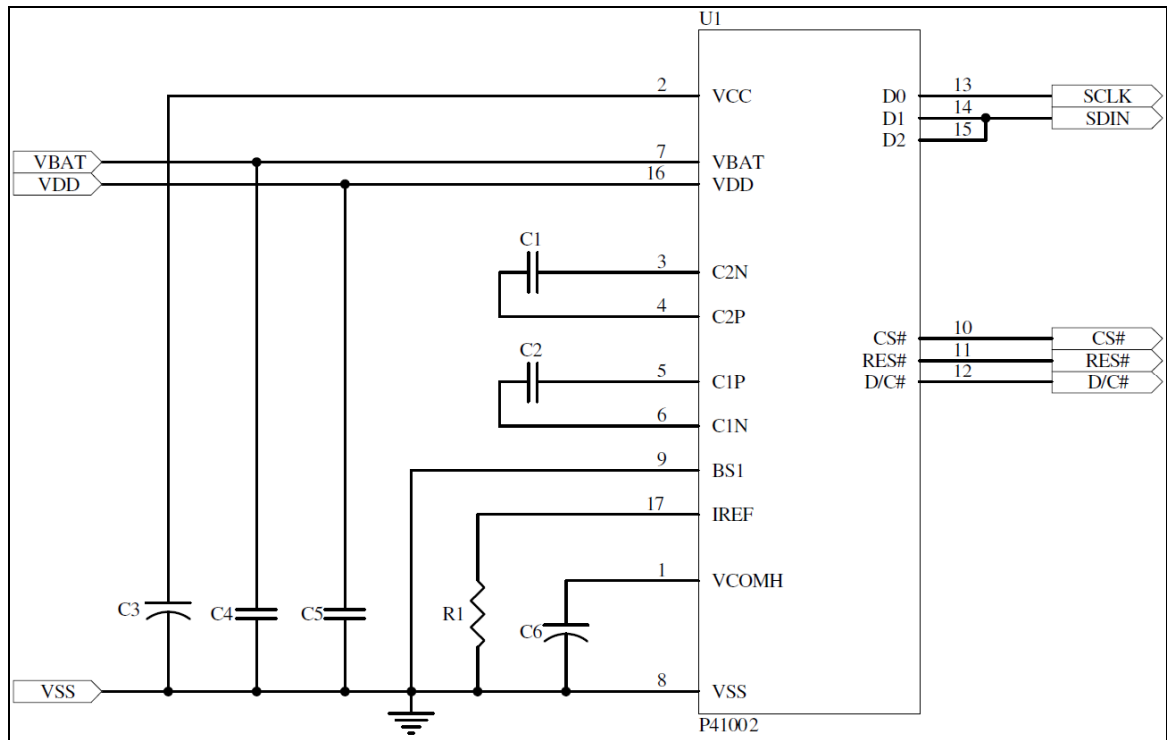 U1
2 VCC D0 13 SCLK
D1 14 SDIN
D2 15
VBAT 7 VBAT
VDD 16 VDD
C1
3 C2N
4 C2P
CS# 10 CS#
C2
RES# 11 RES#
5 C1P D/C# 12 D/C#
6 C1N
9 BS1
17 IREF
1 VCOMH
C3 C4 C5 R1 C6
VSS 8 VSS
P41002